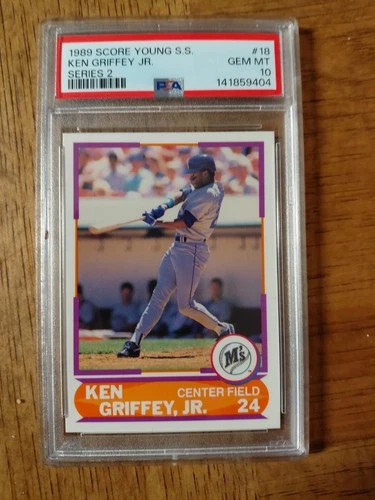 1989 SCORE YOUNG S.S. #18
KEN GRIFFEY JR. GEM MT
SERIES 2 PSA 10
141859404
M's
KEN CENTER FIELD
GRIFFEY, JR. 24